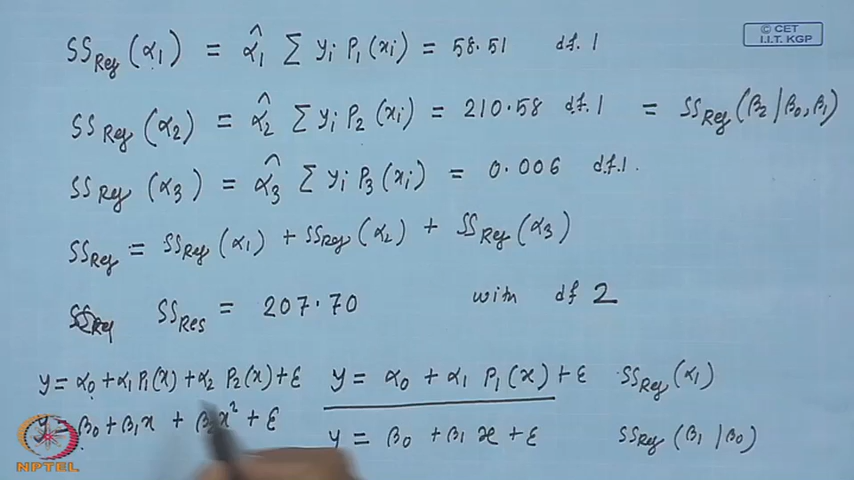 © CET
I.I.T. KGP
SS_Reg (α₁) = α̂₁ Σ yᵢ P₁(xᵢ) = 58.51 df. 1
SS_Reg (α₂) = α̂₂ Σ yᵢ P₂(xᵢ) = 210.58 df. 1 = SS_Reg(β₂|β₀,β₁)
SS_Reg (α₃) = α̂₃ Σ yᵢ P₃(xᵢ) = 0.006 d.f. 1.
SS_Reg = SS_Reg(α₁) + SS_Reg(α₂) + SS_Reg(α₃)
SS_Res = 207.70 with df 2
y = α₀ + α₁ P₁(x) + α₂ P₂(x) + ε y = α₀ + α₁ P₁(x) + ε SS_Reg(α₁)
y = β₀ + β₁x + β₂x² + ε y = β₀ + β₁ x + ε SS_Reg(β₁|β₀)
NPTEL